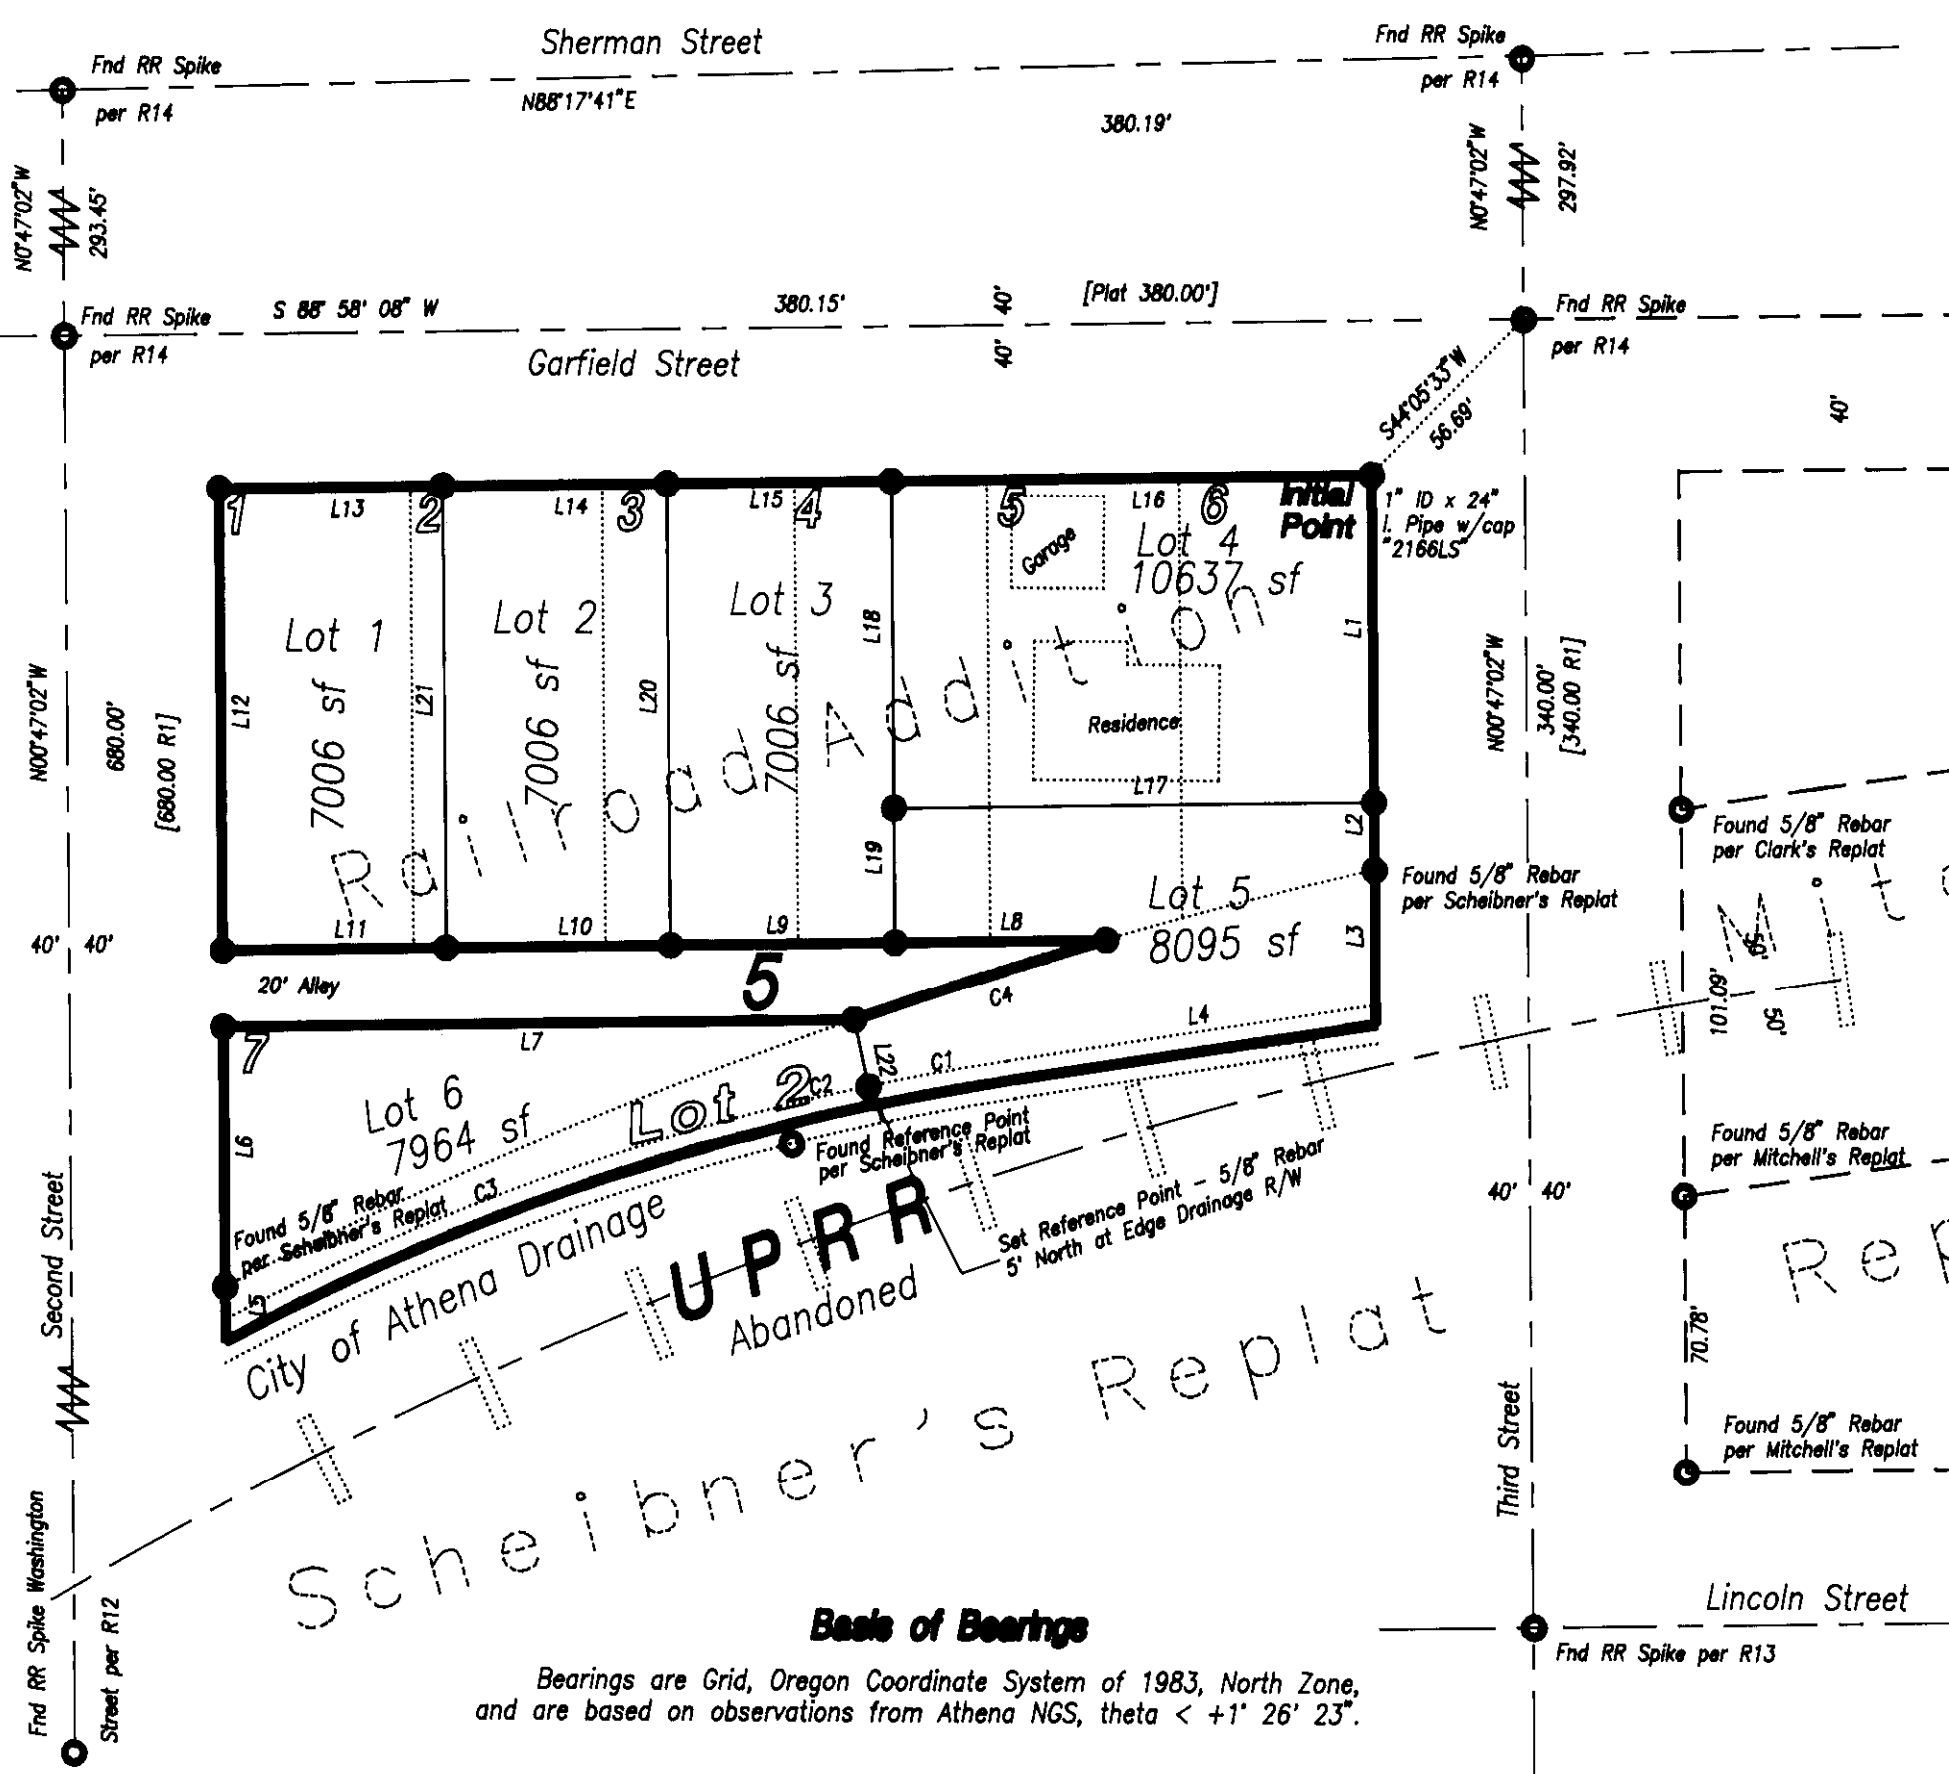 Sherman Street
Fnd RR Spike
per R14
N88°17'41"E
380.19'
Fnd RR Spike
per R14
N0°47'02"W
293.45'
N0°47'02"W
297.92'
Fnd RR Spike
per R14
S 88° 58' 08" W
380.15'
40'
40'
[Plat 380.00']
Fnd RR Spike
per R14
Garfield Street
S44°05'33"W
56.69'
40'
1
L13
2
L14
3
L15
4
5
L16
6
Initial
Point
1" ID x 24"
I. Pipe w/cap
"2166LS"
Garage
Lot 4
10637 sf
Lot 1
7006 sf
Lot 2
7006 sf
Lot 3
7006 sf
L12
L21
L20
L18
L1
Residence
L17
L19
L2
L3
N00°47'02"W
680.00'
[680.00 R1]
N00°47'02"W
340.00'
[340.00 R1]
Railroad Addition
Found 5/8" Rebar
per Clark's Replat
Found 5/8" Rebar
per Scheibner's Replat
Lot 5
8095 sf
L11
L10
L9
L8
40' 40'
20' Alley
5
C4
L4
7
L7
L22
C1
C2
Lot 2
Lot 6
7964 sf
L6
C3
L5
50'
101.09'
50'
Found Reference Point
per Scheibner's Replat
Found 5/8" Rebar
per Scheibner's Replat
Found 5/8" Rebar
per Mitchell's Replat
40' 40'
Set Reference Point - 5/8" Rebar
5' North at Edge Drainage R/W
City of Athena Drainage
UPRR
Abandoned
Scheibner's Replat
Second Street
Third Street
70.78'
Found 5/8" Rebar
per Mitchell's Replat
Fnd RR Spike Washington
Street per R12
Lincoln Street
Fnd RR Spike per R13
Basis of Bearings
Bearings are Grid, Oregon Coordinate System of 1983, North Zone,
and are based on observations from Athena NGS, theta < +1° 26' 23".